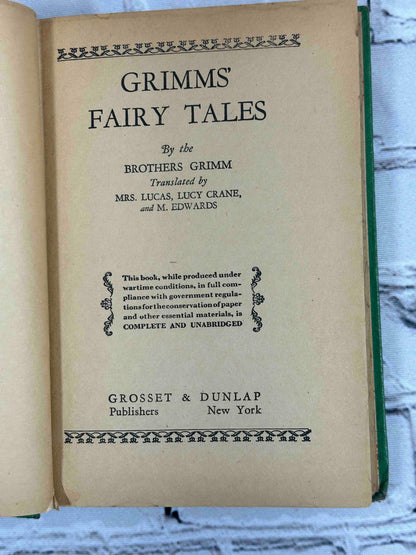 GRIMMS'
FAIRY TALES
By the
BROTHERS GRIMM
Translated by
MRS. LUCAS, LUCY CRANE,
and M. EDWARDS
This book, while produced under
wartime conditions, in full com-
pliance with government regula-
tions for the conservation of paper
and other essential materials, is
COMPLETE AND UNABRIDGED
GROSSET & DUNLAP
Publishers New York